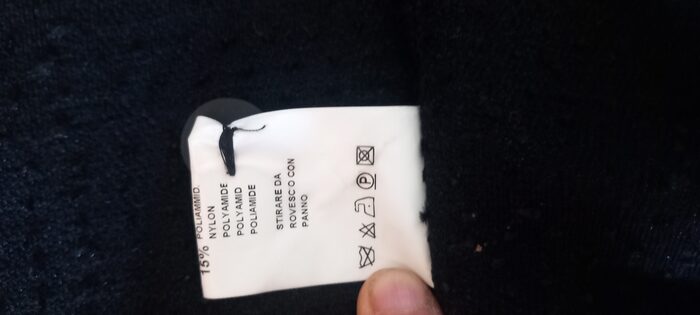 15% POLIAMMID.
NYLON
POLYAMIDE
POLYAMID
POLIAMIDE
STIRARE DA
ROVESCIO CON
PANNO
P